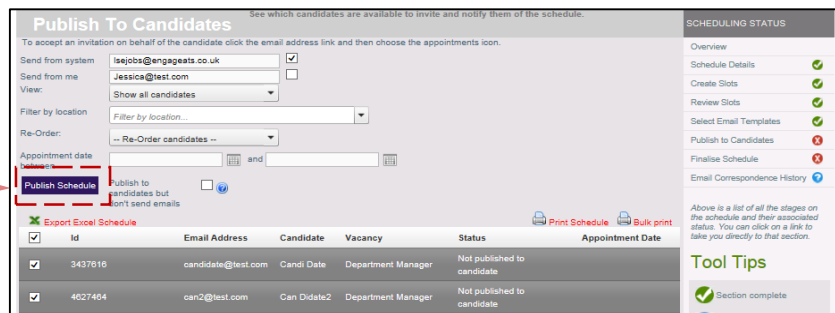 See which candidates are available to invite and notify them of the schedule.
Publish To Candidates
To accept an invitation on behalf of the candidate click the email address link and then choose the appointments icon.
Send from system lsejobs@engageats.co.uk
Send from me Jessica@test.com
View: Show all candidates
Filter by location Filter by location...
Re-Order: -- Re-Order candidates --
Appointment date
between and
Publish Schedule
Publish to
candidates but
don't send emails
Export Excel Schedule Print Schedule Bulk print
Id Email Address Candidate Vacancy Status Appointment Date
3437616 candidate@test.com Candi Date Department Manager Not published to
candidate
4627464 can2@test.com Can Didate2 Department Manager Not published to
candidate
SCHEDULING STATUS
Overview
Schedule Details
Create Slots
Review Slots
Select Email Templates
Publish to Candidates
Finalise Schedule
Email Correspondence History
Above is a list of all the stages on
the schedule and their associated
status. You can click on a link to
take you directly to that section.
Tool Tips
Section complete